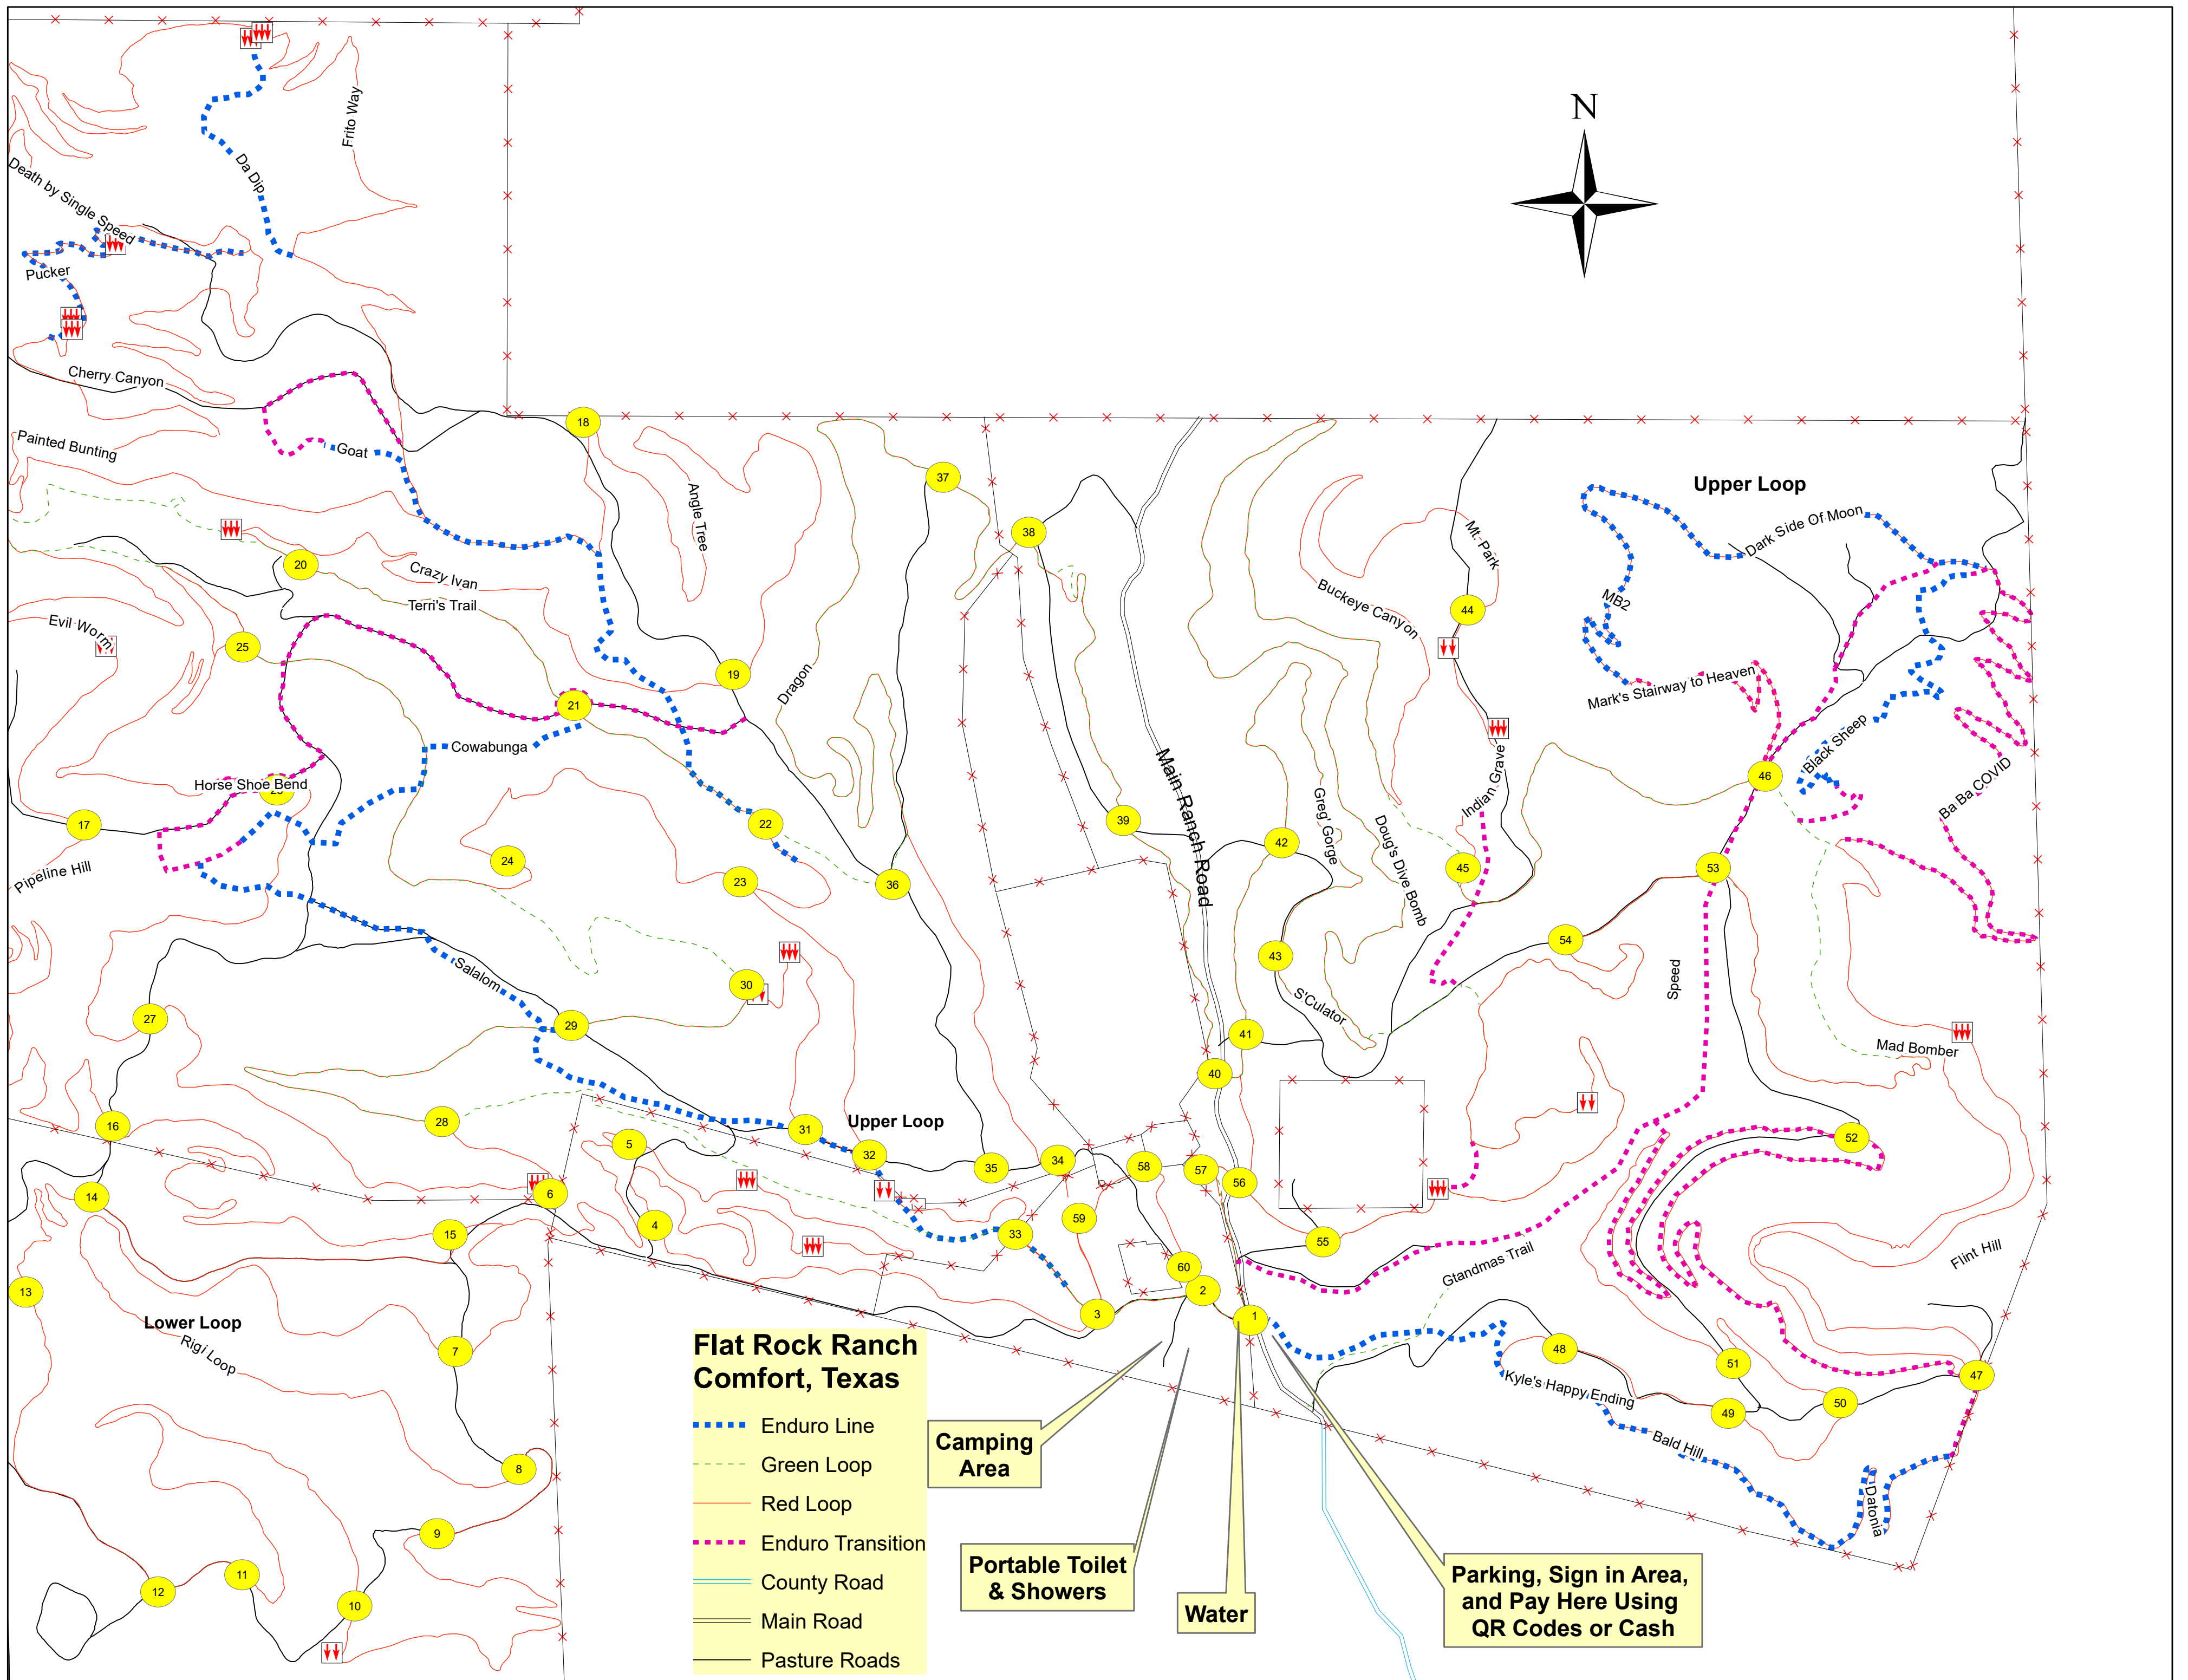 N
Frito Way
Da Dip
Death by Single Speed
Pucker
Cherry Canyon
Painted Bunting
Goat
18
Angle Tree
37
38
Upper Loop
Dark Side Of Moon
Mt. Park
Buckeye Canyon
44
MB2
Mark's Stairway to Heaven
20
Crazy Ivan
Terri's Trail
Evil Worm
25
19
Dragon
21
Cowabunga
Horse Shoe Bend
17
Pipeline Hill
24
22
23
36
39
Main Ranch Road
42
Greg' Gorge
Doug's Dive Bomb
Indian Grave
45
46
Black Sheep
Ba Ba COVID
53
54
Speed
43
S'Culator
41
40
30
Salalom
29
27
28
16
31
Upper Loop
32
5
35
34
58
57
56
59
33
4
6
14
15
55
60
2
1
3
Mad Bomber
52
Flint Hill
Gtandmas Trail
13
Lower Loop
Rigi Loop
7
8
9
11
12
10
48
Kyle's Happy Ending
49
51
50
47
Bald Hill
Datonia
Flat Rock Ranch
Comfort, Texas
Enduro Line
Green Loop
Red Loop
Enduro Transition
County Road
Main Road
Pasture Roads
Camping
Area
Portable Toilet
& Showers
Water
Parking, Sign in Area,
and Pay Here Using
QR Codes or Cash